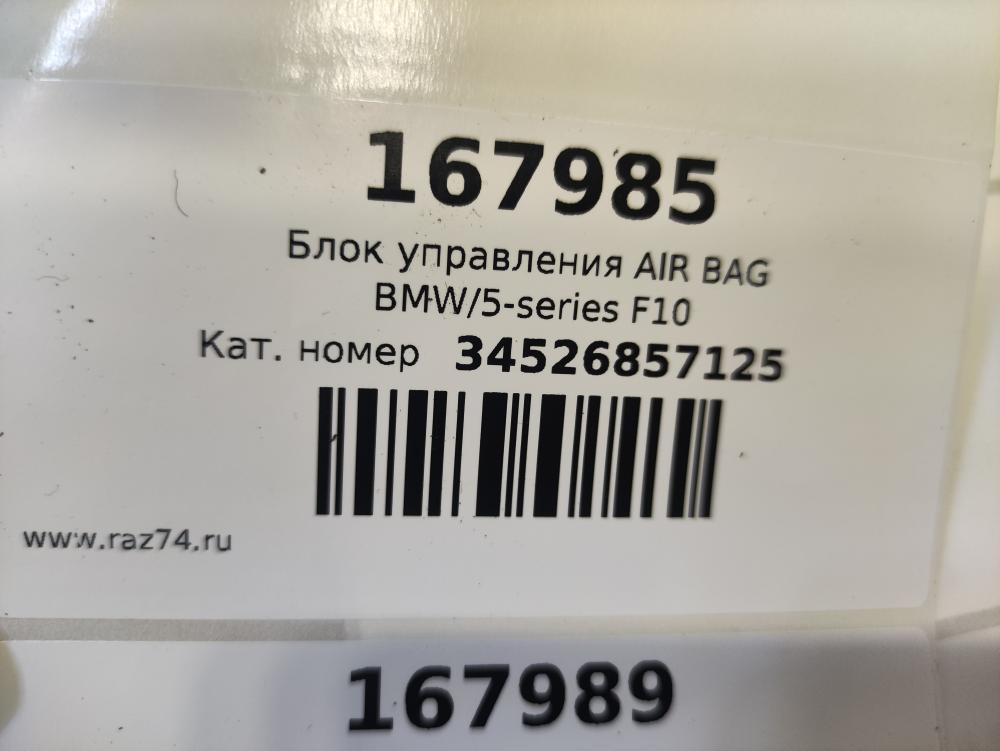 167985
Блок управления AIR BAG
BMW/5-series F10
Кат. номер 34526857125
www.raz74.ru
167989